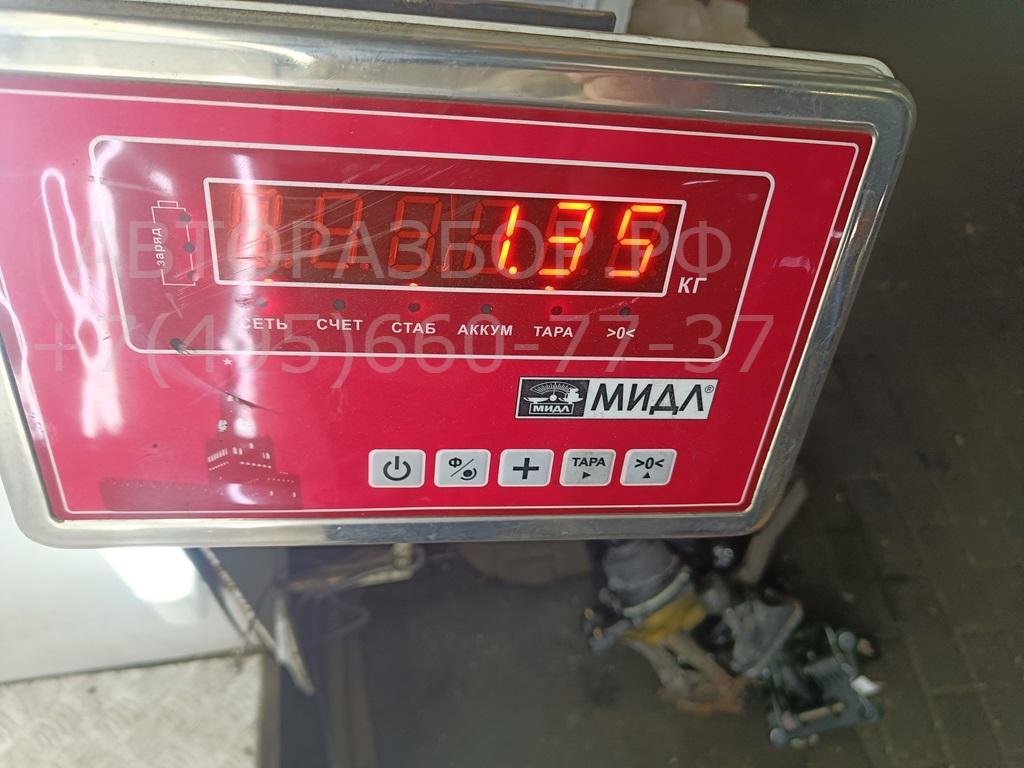 заряд
1.35
кг
СЕТЬ СЧЕТ СТАБ АККУМ ТАРА >0<
МИДЛ МИДЛ®
Ф ТАРА >0<
АВТОРАЗБОР.РФ
+7(495)660-77-37